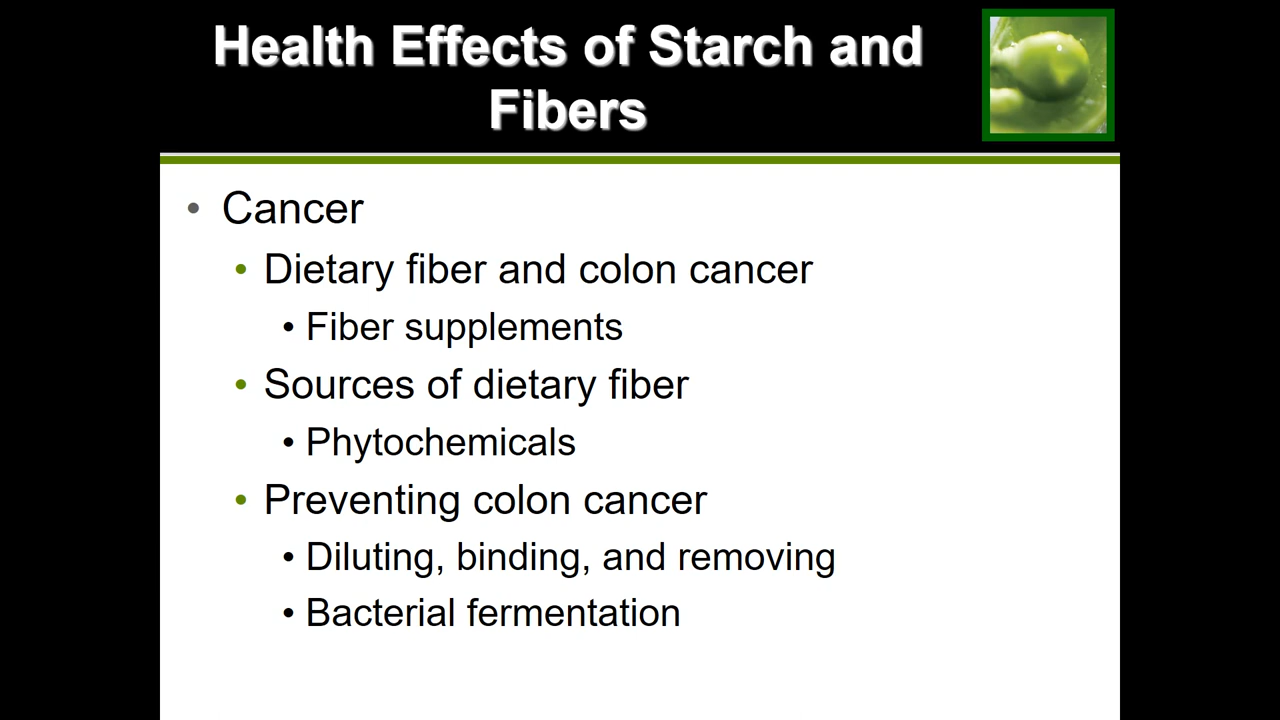 Health Effects of Starch and
Fibers
• Cancer
• Dietary fiber and colon cancer
• Fiber supplements
• Sources of dietary fiber
• Phytochemicals
• Preventing colon cancer
• Diluting, binding, and removing
• Bacterial fermentation